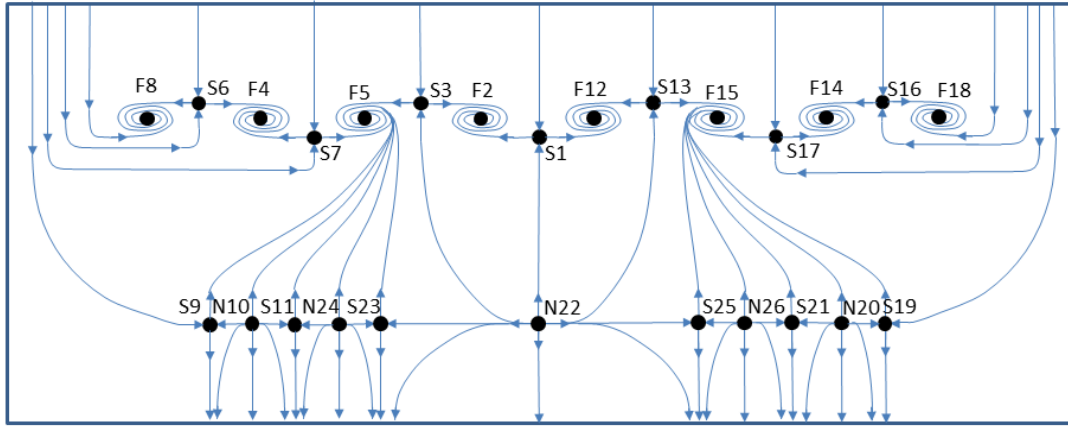 F8 S6 F4 F5 S3 F2 F12 S13 F15 F14 S16 F18
S7 S1 S17
S9 N10 S11 N24 S23 N22 S25 N26 S21 N20 S19